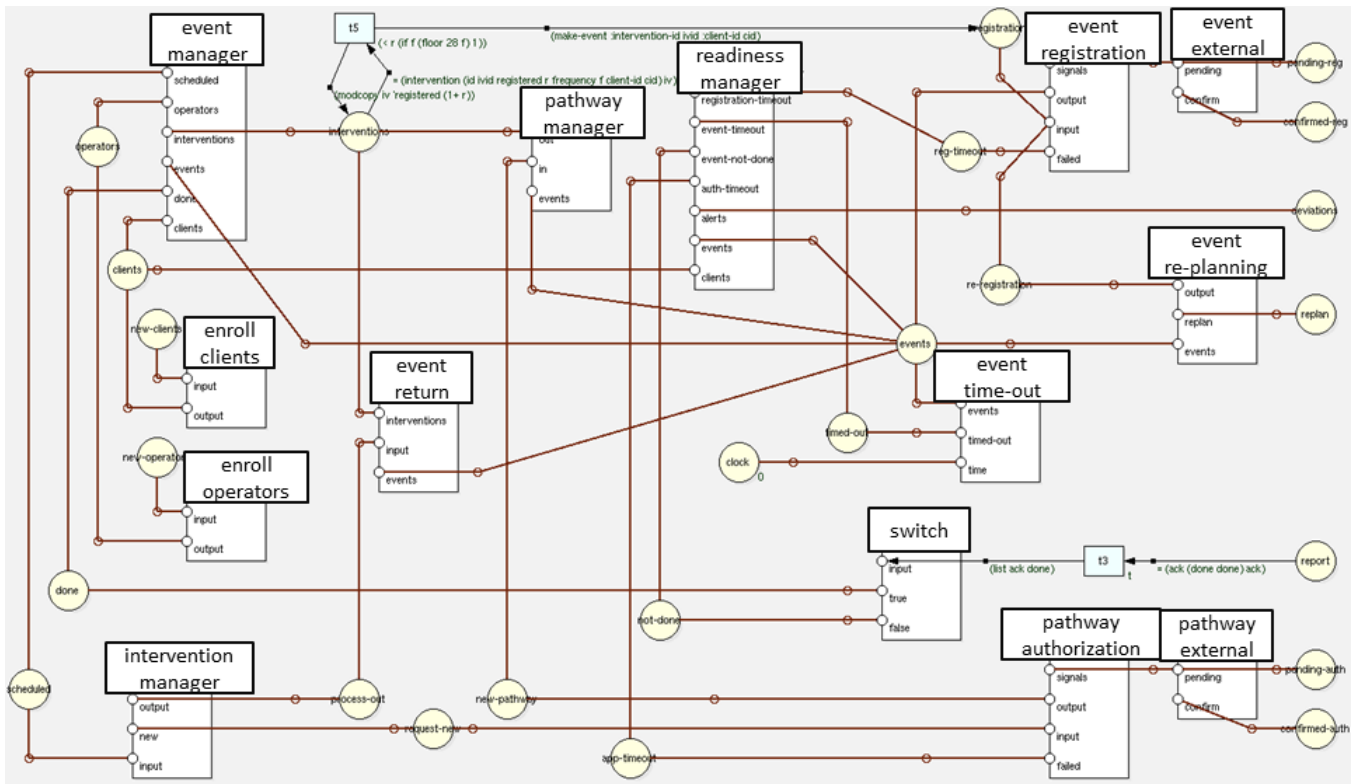 event
manager
scheduled
operators
interventions
events
done
clients
t5
(< r (if f (floor 28 f) 1))
(make-event :intervention-id ivid :client-id cid)
= (intervention (id ivid registered r frequency f client-id cid) iv)
(modcopy iv 'registered (1+ r))
interventions
registration
readiness
manager
registration-timeout
event-timeout
event-not-done
auth-timeout
alerts
events
clients
pathway
manager
out
in
events
event
registration
signals
output
input
failed
event
external
pending
confirm
pending-reg
confirmed-reg
operators
reg-timeout
deviations
clients
event
re-planning
output
replan
events
re-registration
replan
new-clients
enroll
clients
input
output
events
event
return
interventions
input
events
event
time-out
events
timed-out
time
timed-out
clock
0
new-operator
enroll
operators
input
output
switch
input
true
false
(list ack done)
t3
t
= (ack (done done) ack)
report
done
not-done
pathway
authorization
signals
output
input
failed
pathway
external
pending
confirm
pending-auth
confirmed-auth
scheduled
intervention
manager
output
new
input
process-out
new-pathway
request-new
app-timeout